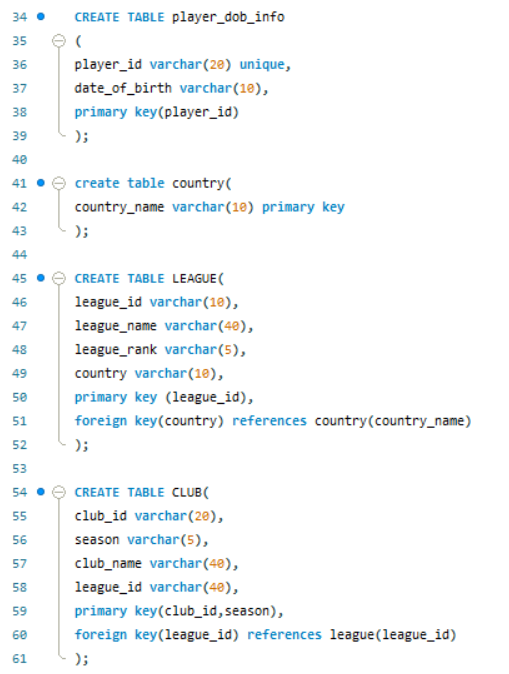 34 CREATE TABLE player_dob_info
35 (
36 player_id varchar(20) unique,
37 date_of_birth varchar(10),
38 primary key(player_id)
39 );
40
41 create table country(
42 country_name varchar(10) primary key
43 );
44
45 CREATE TABLE LEAGUE(
46 league_id varchar(10),
47 league_name varchar(40),
48 league_rank varchar(5),
49 country varchar(10),
50 primary key (league_id),
51 foreign key(country) references country(country_name)
52 );
53
54 CREATE TABLE CLUB(
55 club_id varchar(20),
56 season varchar(5),
57 club_name varchar(40),
58 league_id varchar(40),
59 primary key(club_id,season),
60 foreign key(league_id) references league(league_id)
61 );